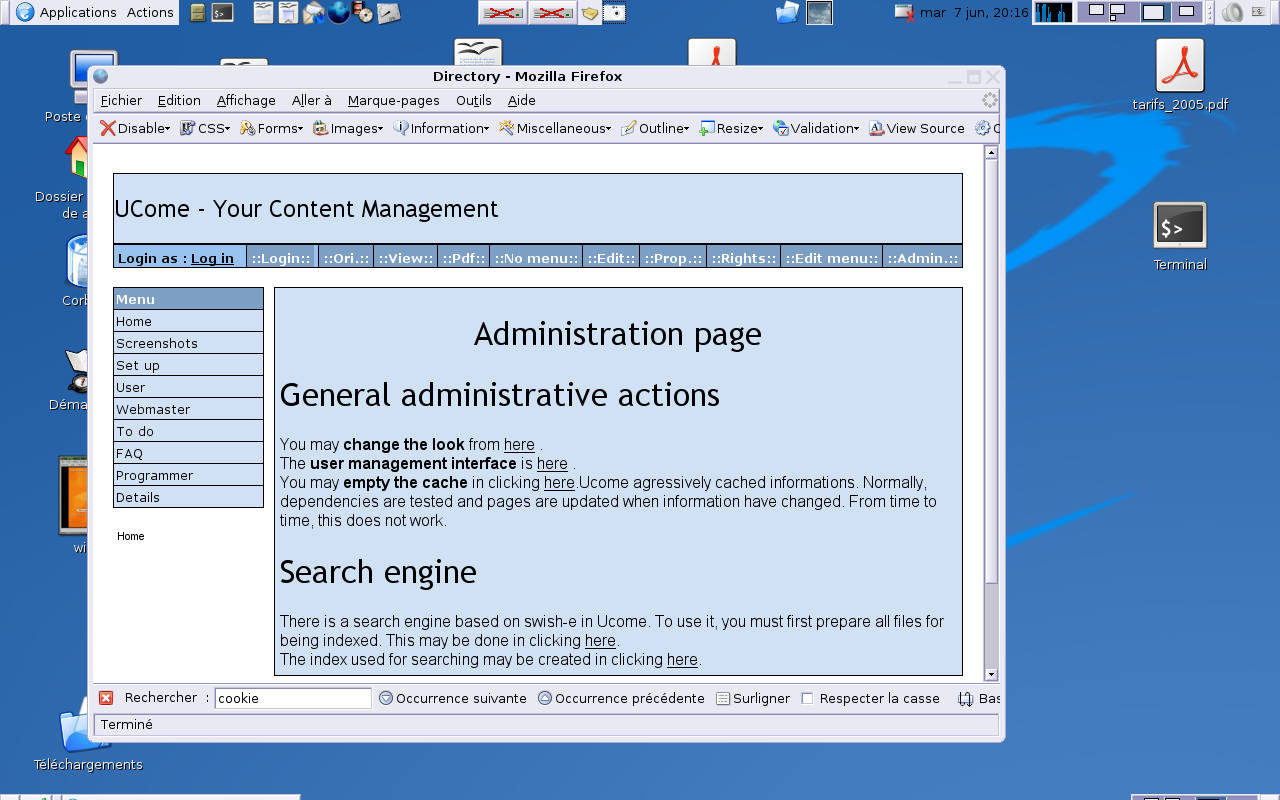 Applications Actions
mar 7 jun, 20:16
Directory - Mozilla Firefox
Fichier Edition Affichage Aller à Marque-pages Outils Aide
Disable CSS Forms Images Information Miscellaneous Outline Resize Validation View Source
UCome - Your Content Management
Login as : Log in ::Login:: ::Ori.:: ::View:: ::Pdf:: ::No menu:: ::Edit:: ::Prop.:: ::Rights:: ::Edit menu:: ::Admin.::
Menu
Home
Screenshots
Set up
User
Webmaster
To do
FAQ
Programmer
Details
Home
Administration page
General administrative actions
You may change the look from here .
The user management interface is here .
You may empty the cache in clicking here.Ucome agressively cached informations. Normally,
dependencies are tested and pages are updated when information have changed. From time to
time, this does not work.
Search engine
There is a search engine based on swish-e in Ucome. To use it, you must first prepare all files for
being indexed. This may be done in clicking here.
The index used for searching may be created in clicking here.
Rechercher : cookie Occurrence suivante Occurrence précédente Surligner Respecter la casse Bas
Terminé
Poste
Dossier
de
Corb
Déma
wi
Téléchargements
tarifs_2005.pdf
$>
Terminal